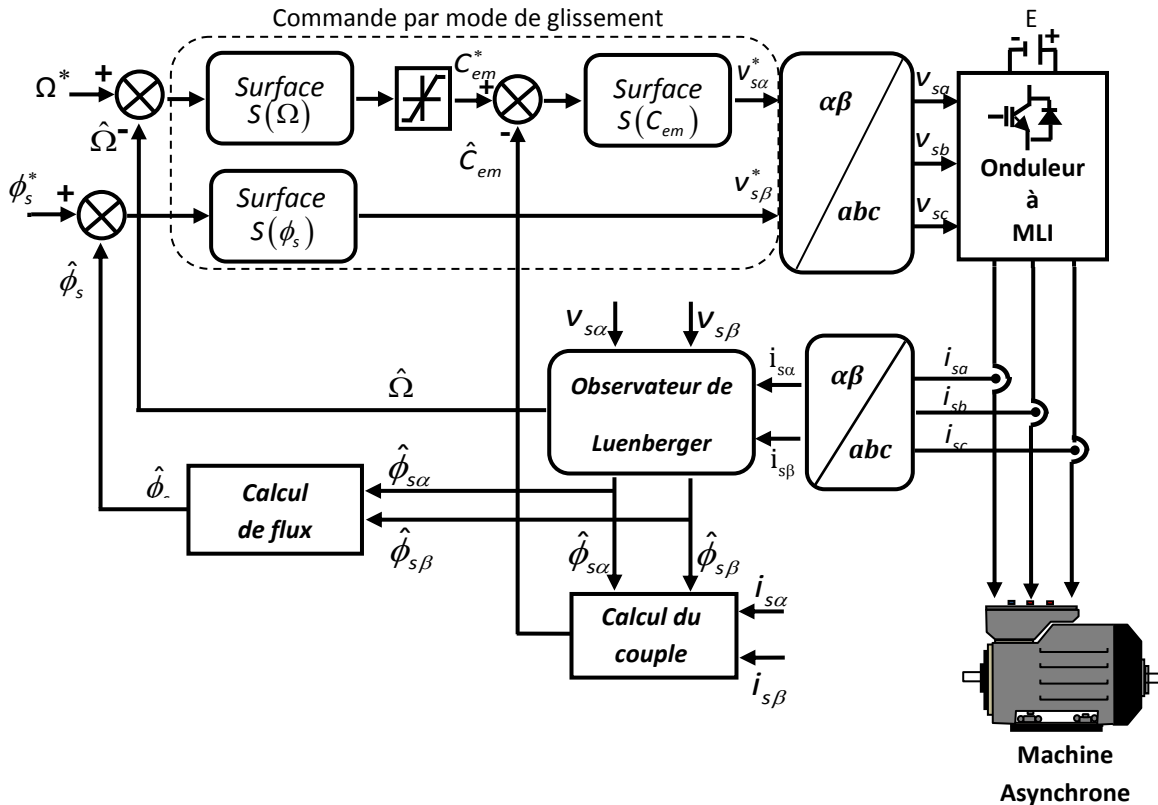 Commande par mode de glissement
E
- +
Ω* +
Surface
S(Ω)
C*em
+
Surface
S(Cem)
v*sα
αβ
abc
vsa
vsb
vsc
Onduleur
à
MLI
Ω̂ -
-
Ĉem
ϕ*s +
Surface
S(ϕs)
v*sβ
ϕ̂s
vsα
vsβ
Observateur de
Luenberger
isα
isβ
αβ
abc
isa
isb
isc
Ω̂
ϕ̂s
Calcul
de flux
ϕ̂sα
ϕ̂sβ
ϕ̂sα
ϕ̂sβ
Calcul du
couple
isα
isβ
Machine
Asynchrone